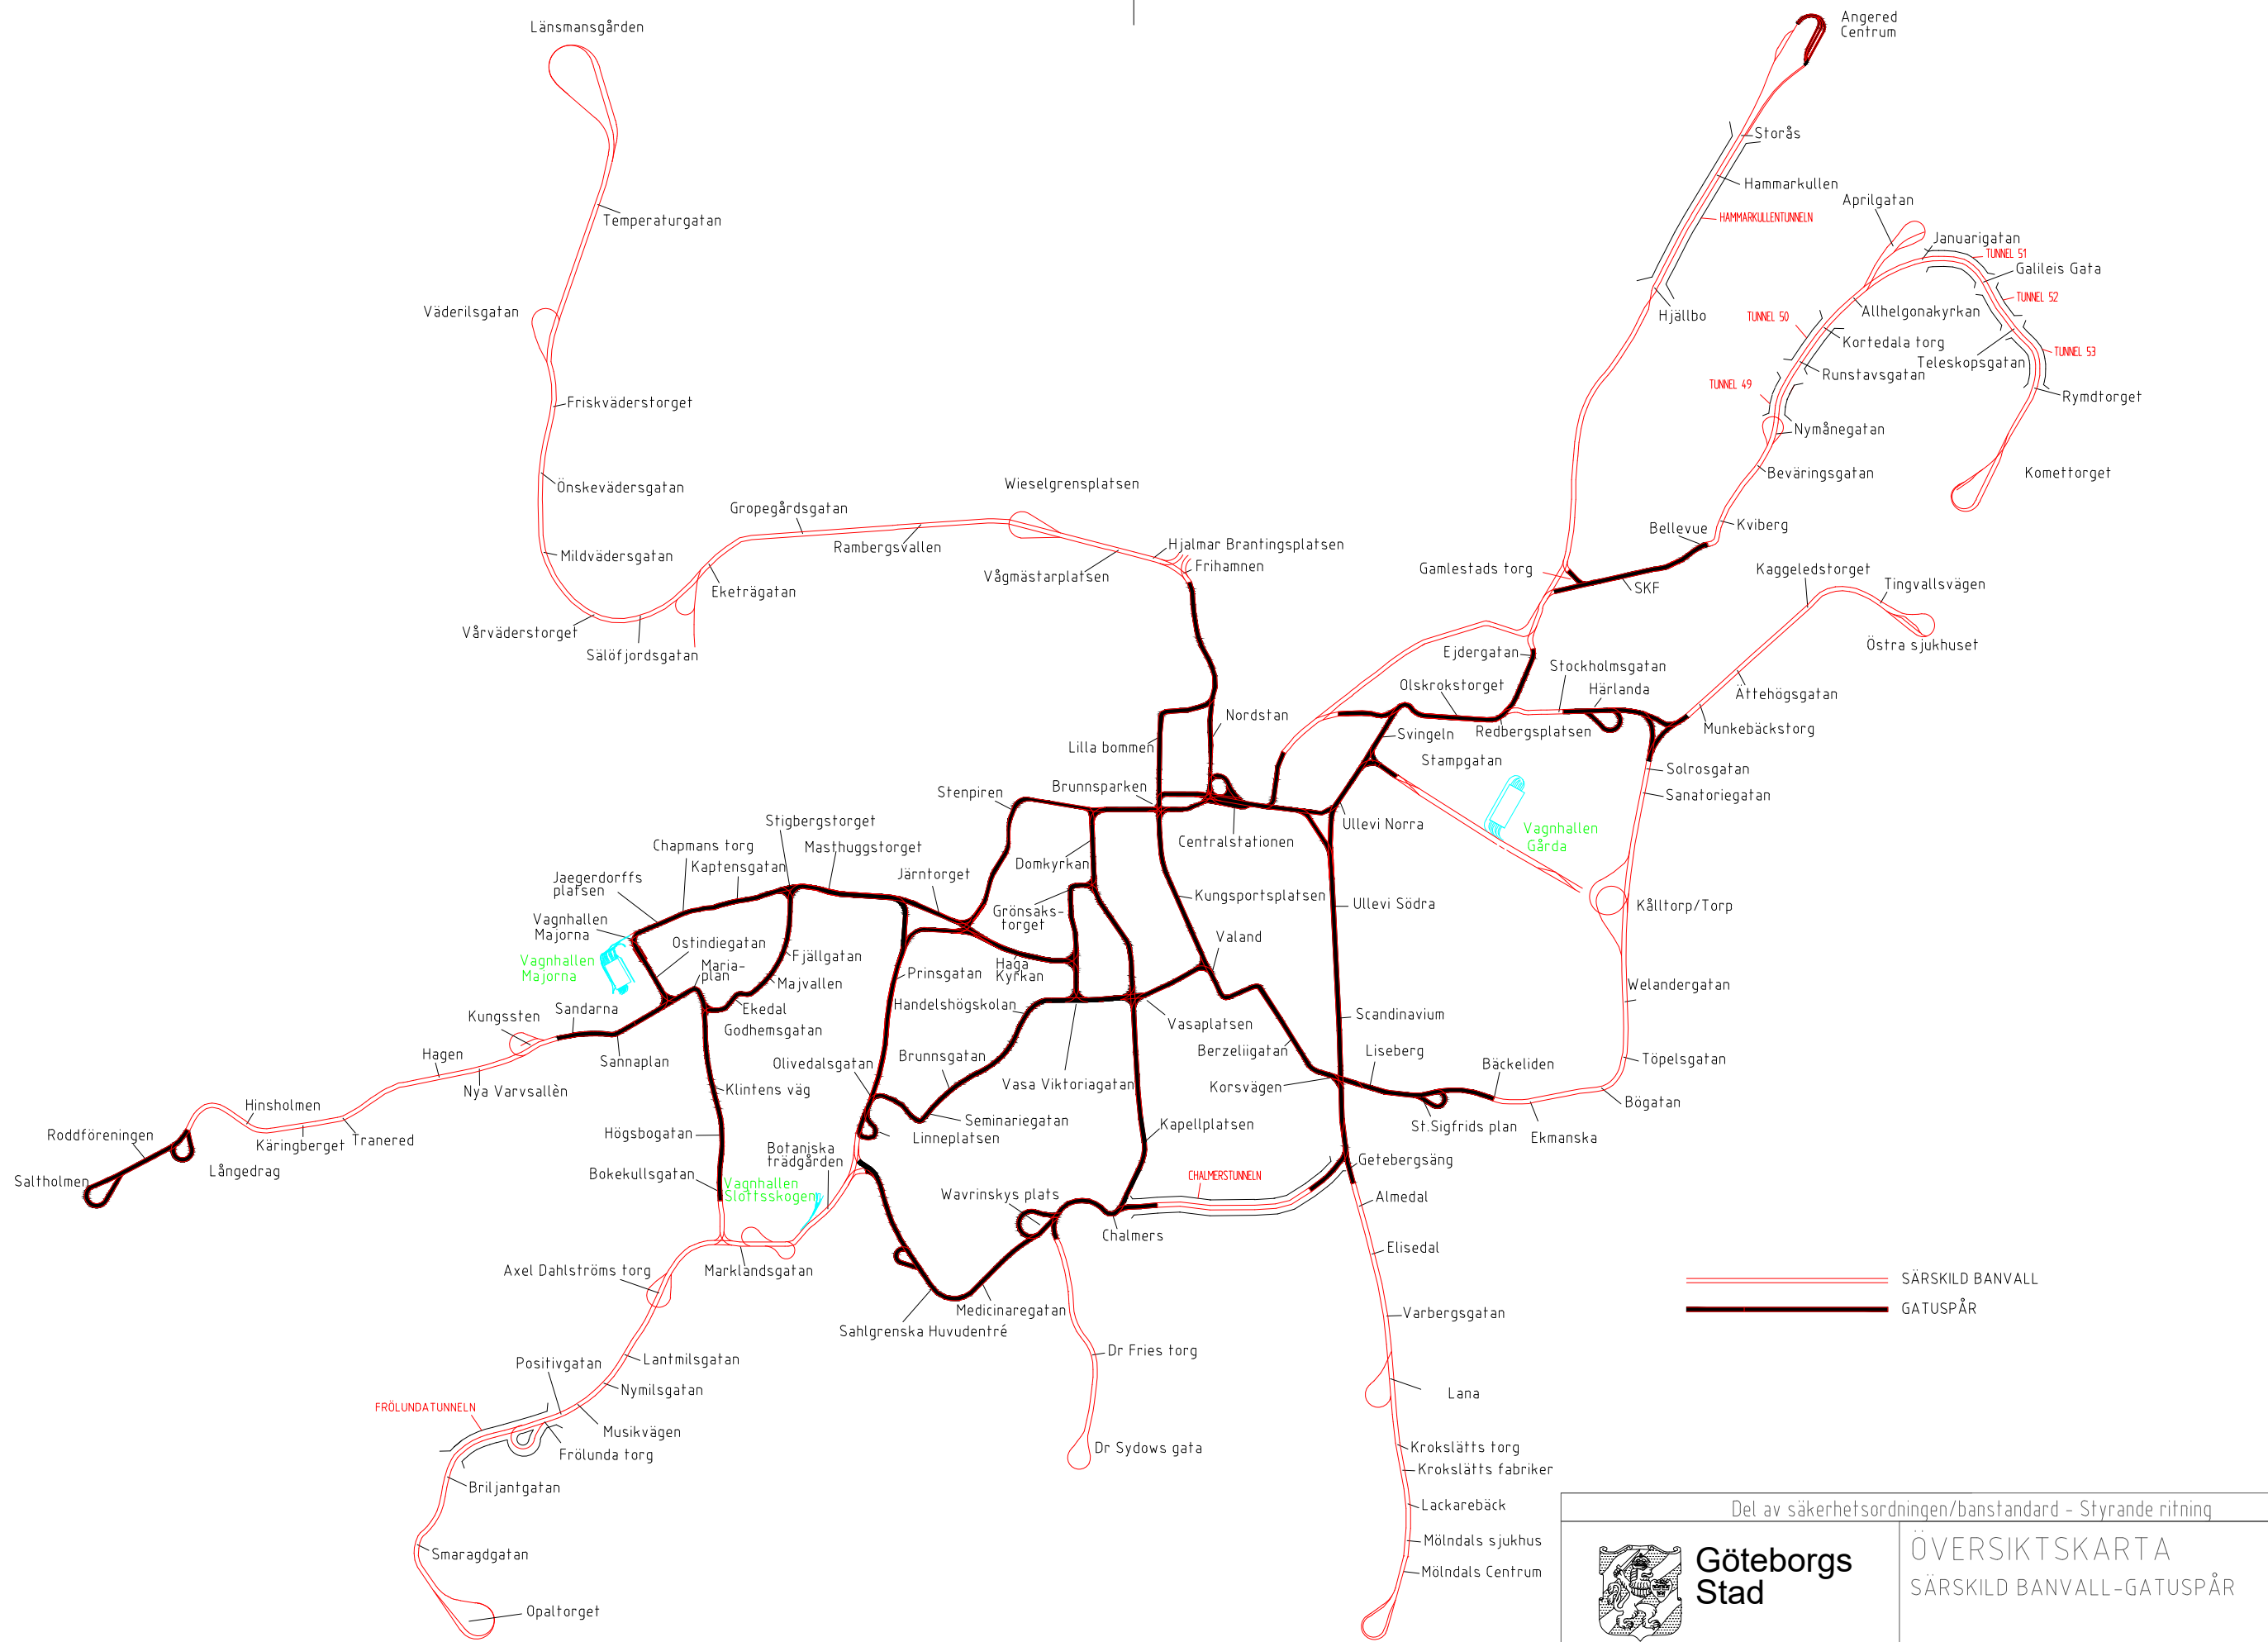 Länsmansgården
Angered
Centrum
Storås
Hammarkullen
HAMMARKULLENTUNNELN
Aprilgatan
Januarigatan
TUNNEL 51
Galileis Gata
TUNNEL 52
Temperaturgatan
Väderilsgatan
Hjällbo
TUNNEL 50
Allhelgonakyrkan
Kortedala torg
Teleskopsgatan
TUNNEL 53
Runstavsgatan
TUNNEL 49
Rymdtorget
Friskväderstorget
Nymånegatan
Beväringsgatan
Komettorget
Önskevädersgatan
Wieselgrensplatsen
Gropegårdsgatan
Rambergsvallen
Bellevue
Kviberg
Mildvädersgatan
Hjalmar Brantingsplatsen
Frihamnen
Vågmästarplatsen
Gamlestads torg
SKF
Kaggeledstorget
Tingvallsvägen
Eketrägatan
Vårväderstorget
Sälöfjordsgatan
Ejdergatan
Stockholmsgatan
Östra sjukhuset
Olskrokstorget
Härlanda
Ättehögsgatan
Nordstan
Lilla bommen
Svingeln
Redbergsplatsen
Munkebäckstorg
Stampgatan
Solrosgatan
Brunnsparken
Stenpiren
Sanatoriegatan
Stigbergstorget
Ullevi Norra
Vagnhallen
Gårda
Chapmans torg
Masthuggstorget
Centralstationen
Kaptensgatan
Domkyrkan
Jaegerdorffs
platsen
Järntorget
Kungsportsplatsen
Ullevi Södra
Kålltorp/Torp
Grönsaks-
torget
Vagnhallen
Majorna
Ostindiegatan
Valand
Vagnhallen
Majorna
Fjällgatan
Maria-
plan
Haga
Kyrkan
Prinsgatan
Majvallen
Welandergatan
Handelshögskolan
Sandarna
Ekedal
Kungssten
Godhemsgatan
Vasaplatsen
Scandinavium
Hagen
Sannaplan
Olivedalsgatan
Brunnsgatan
Berzeliigatan
Liseberg
Bäckeliden
Töpelsgatan
Nya Varvsallèn
Klintens väg
Vasa Viktoriagatan
Korsvägen
Bögatan
Hinsholmen
Seminariegatan
Kapellplatsen
St.Sigfrids plan
Ekmanska
Roddföreningen
Käringberget
Tranered
Högsbogatan
Linneplatsen
Botaniska
trädgården
Långedrag
Saltholmen
Bokekullsgatan
Vagnhallen
Slottsskogen
CHALMERSTUNNELN
Getebergsäng
Wavrinskys plats
Almedal
Chalmers
Elisedal
Axel Dahlströms torg
Marklandsgatan
SÄRSKILD BANVALL
GATUSPÅR
Medicinaregatan
Varbergsgatan
Sahlgrenska Huvudentré
Dr Fries torg
Positivgatan
Lantmilsgatan
Nymilsgatan
Lana
FRÖLUNDATUNNELN
Musikvägen
Frölunda torg
Dr Sydows gata
Krokslätts torg
Krokslätts fabriker
Briljantgatan
Lackarebäck
Mölndals sjukhus
Smaragdgatan
Mölndals Centrum
Opaltorget
Del av säkerhetsordningen/banstandard - Styrande ritning
Göteborgs
Stad
ÖVERSIKTSKARTA
SÄRSKILD BANVALL-GATUSPÅR